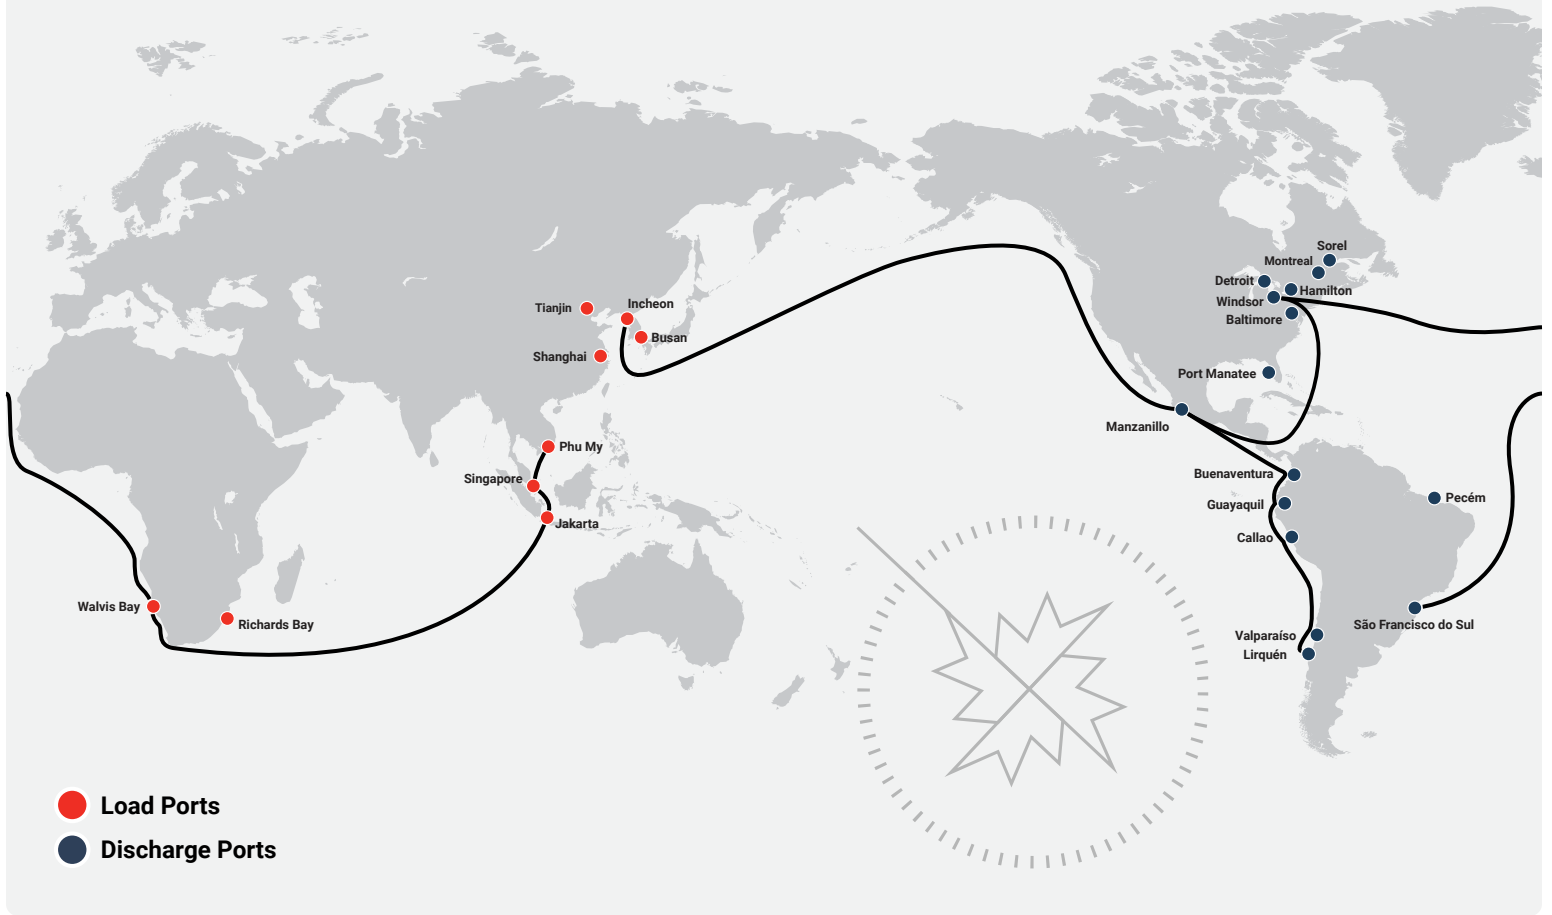 Sorel
Montreal
Detroit
Hamilton
Windsor
Baltimore
Incheon
Tianjin
Busan
Shanghai
Port Manatee
Manzillo
Phu My
Singapore
Buenaventura
Pecém
Guayaquil
Jakarta
Callao
Walvis Bay
Richards Bay
São Francisco do Sul
Valparaíso
Lirquén
Load Ports
Discharge Ports